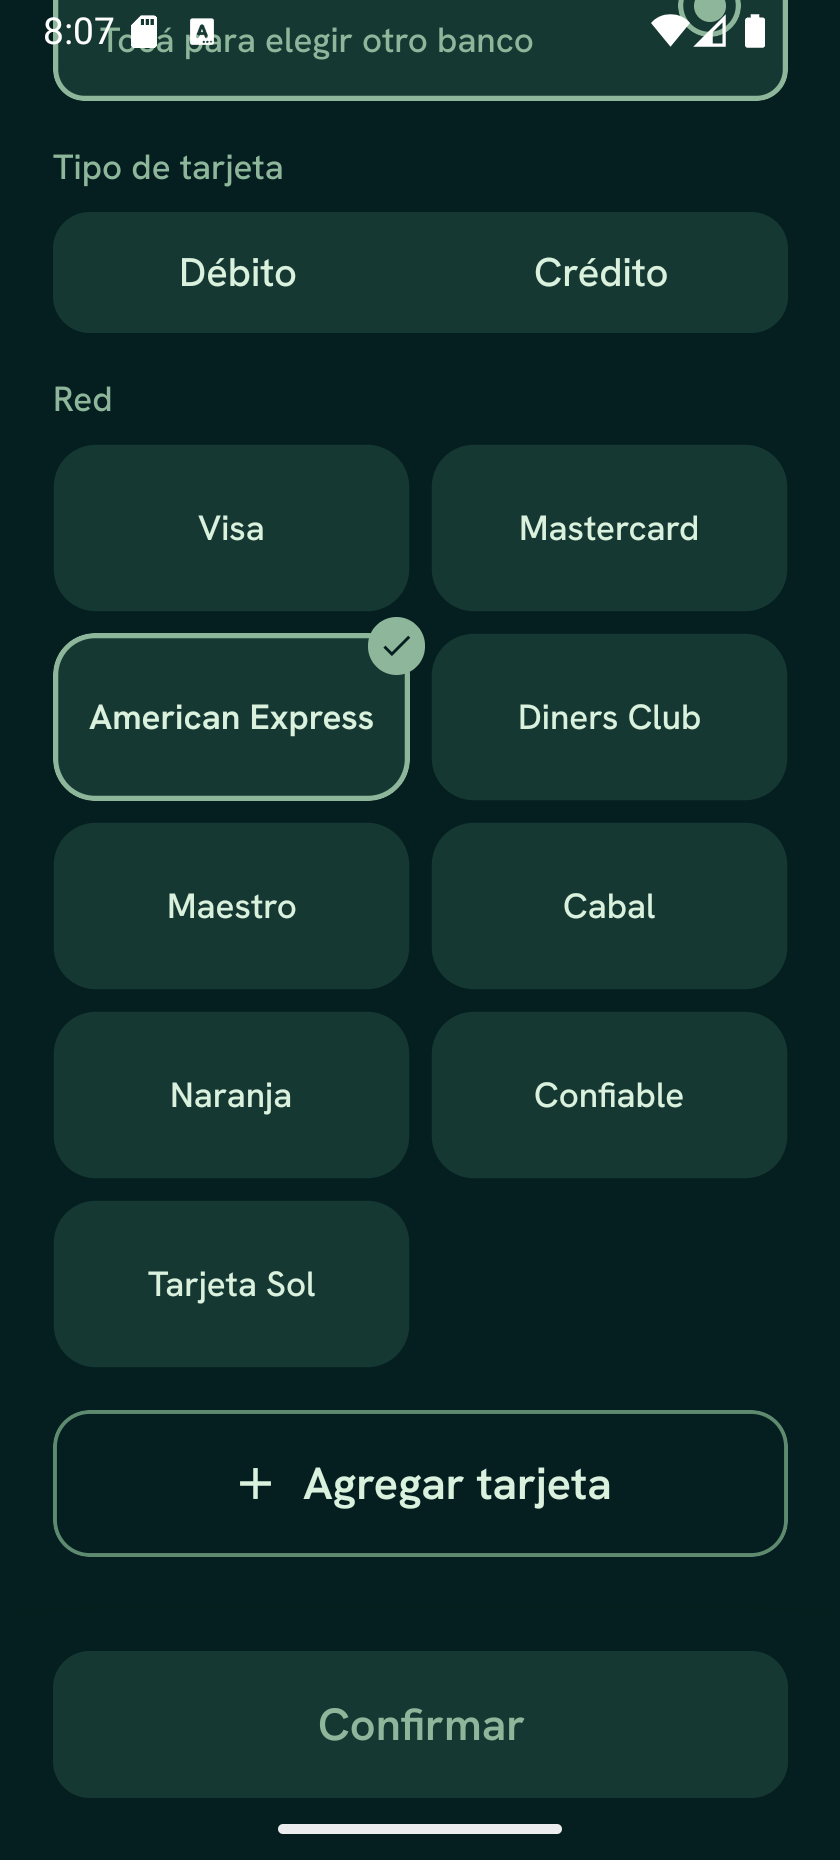 8:07
Tocá para elegir otro banco
Tipo de tarjeta
Débito Crédito
Red
Visa Mastercard
American Express Diners Club
Maestro Cabal
Naranja Confiable
Tarjeta Sol
+ Agregar tarjeta
Confirmar